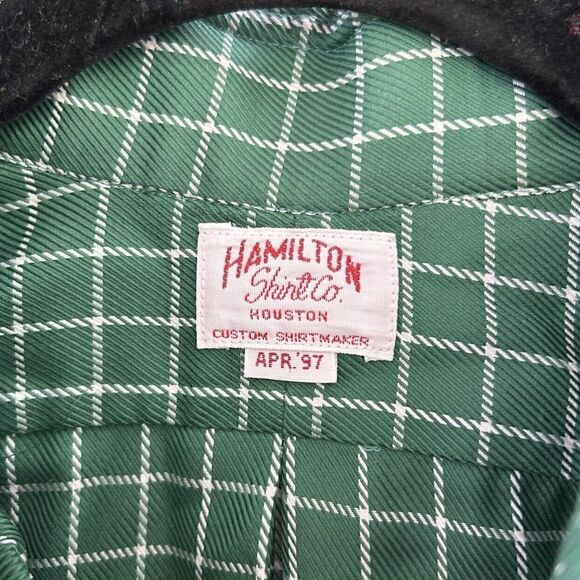 HAMILTON
Shirt Co.
HOUSTON
CUSTOM SHIRTMAKER
APR.'97